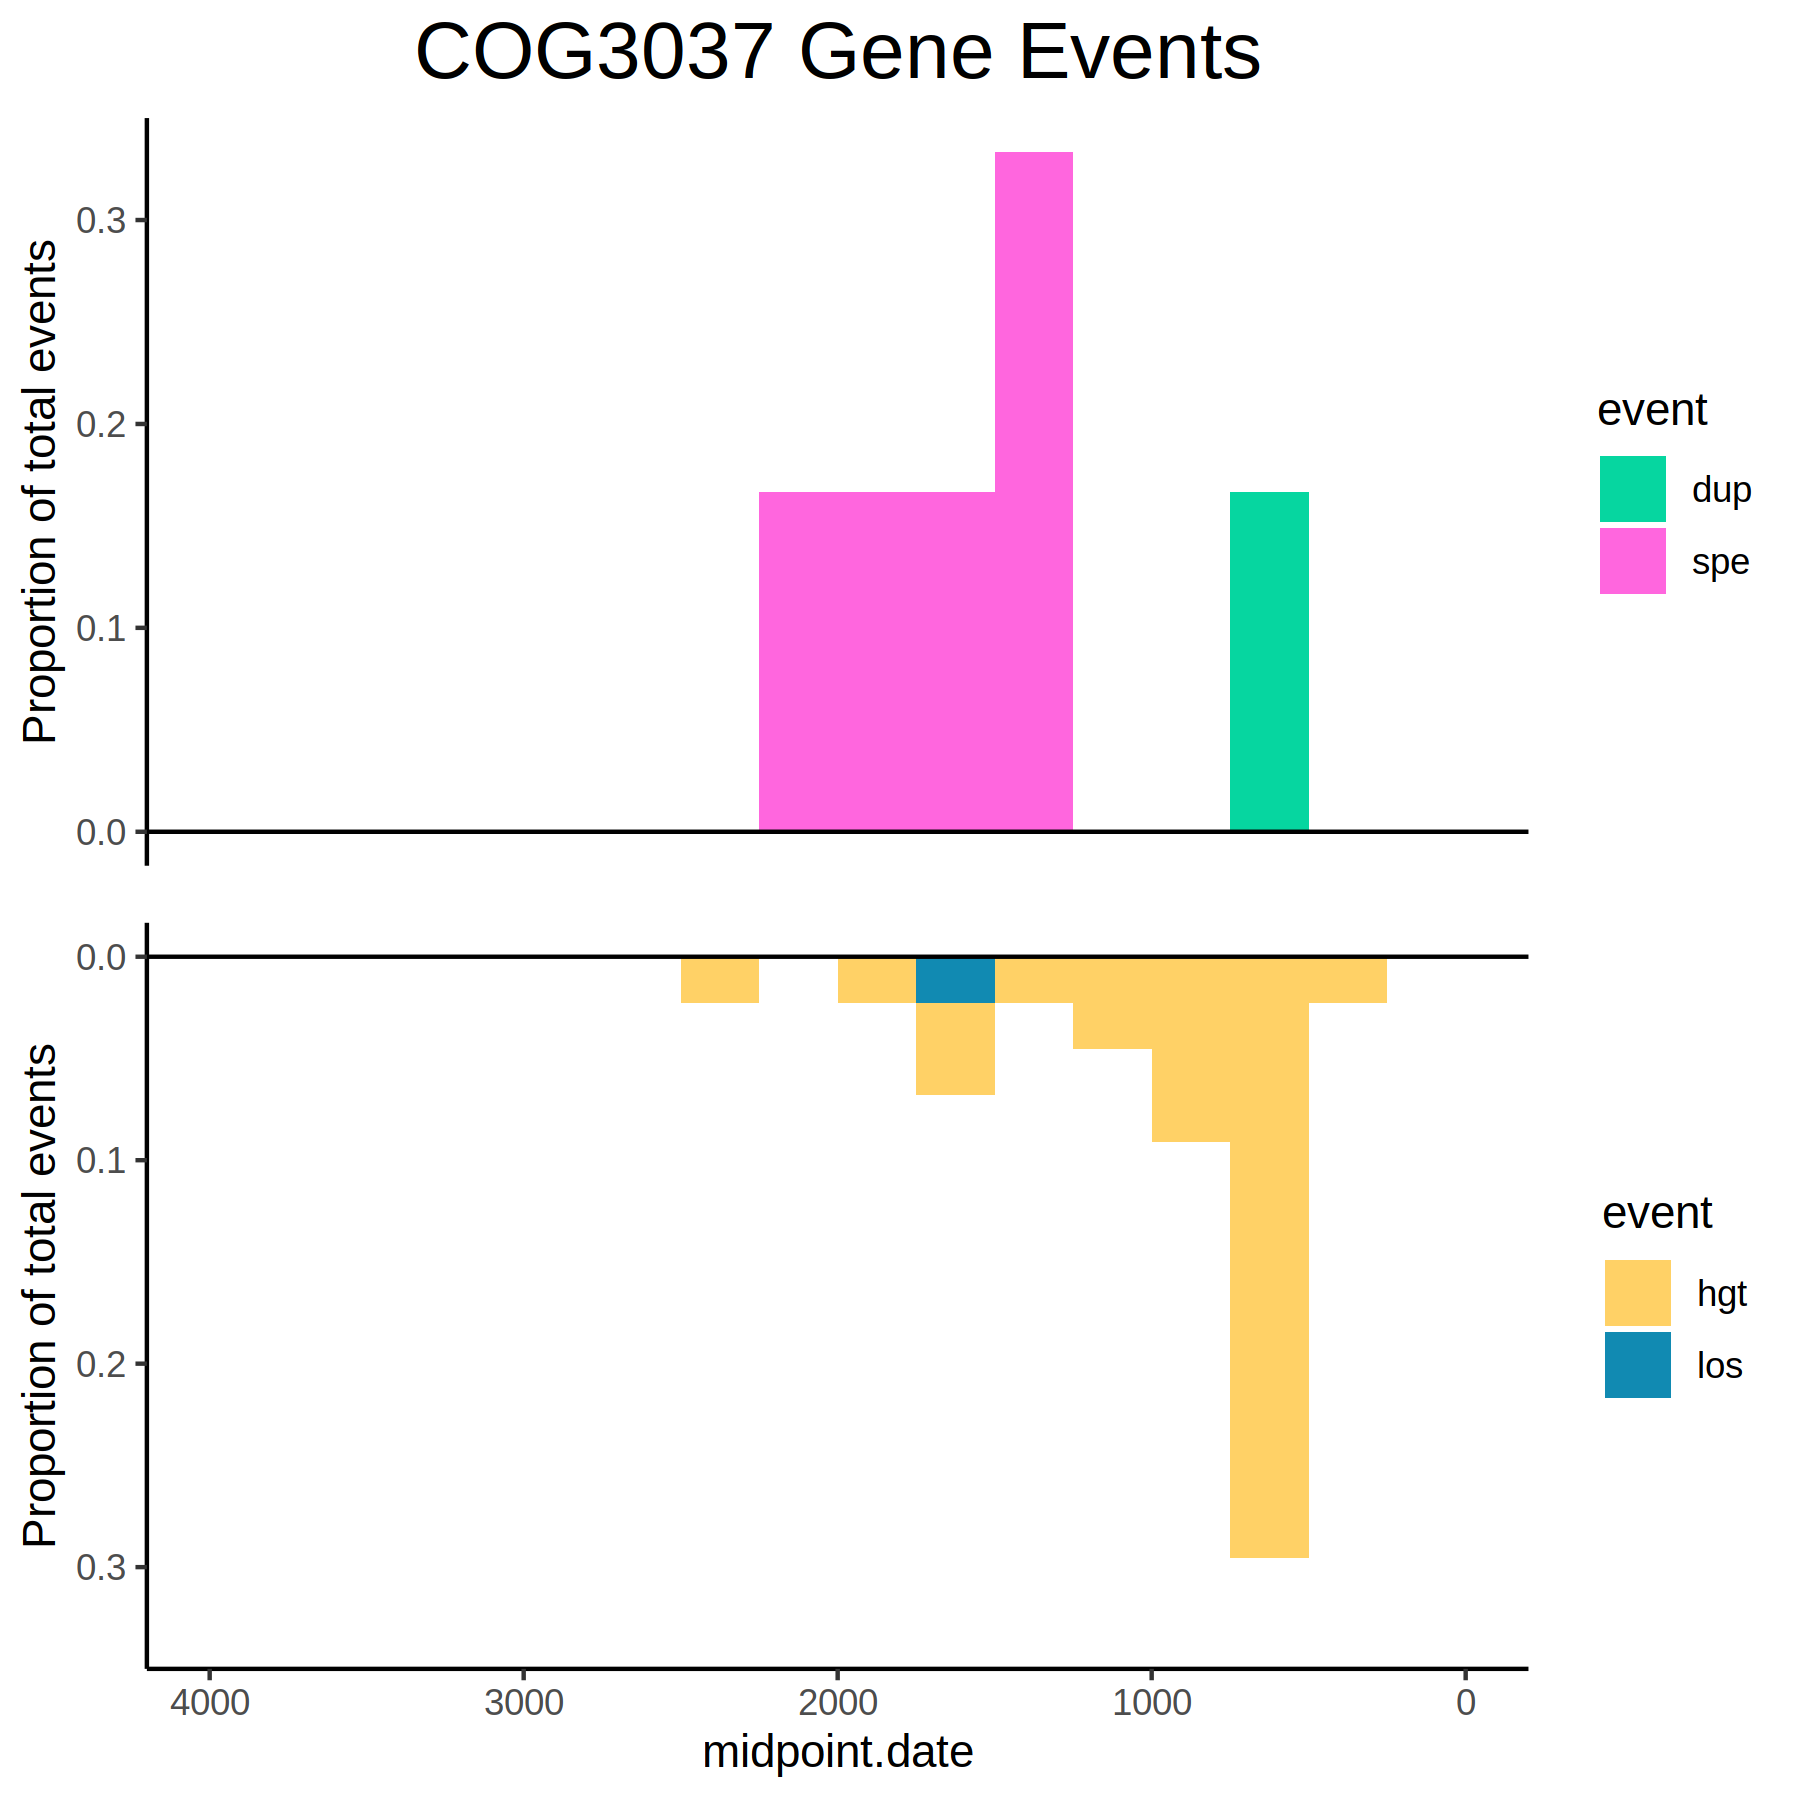 COG3037 Gene Events
Proportion of total events
0.3
0.2
0.1
0.0
event
dup
spe
Proportion of total events
0.0
0.1
0.2
0.3
event
hgt
los
4000 3000 2000 1000 0
midpoint.date